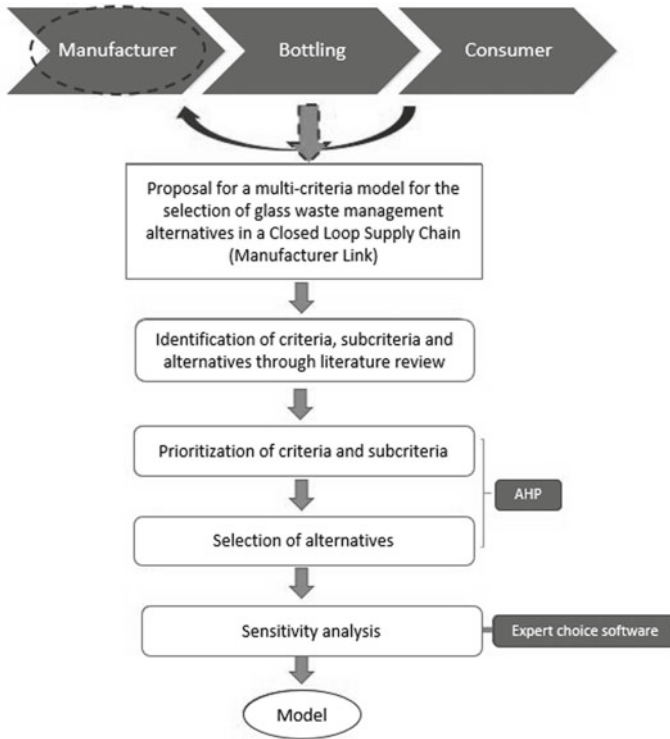 Manufacturer
Bottling
Consumer
Proposal for a multi-criteria model for the
selection of glass waste management
alternatives in a Closed Loop Supply Chain
(Manufacturer Link)
Identification of criteria, subcriteria and
alternatives through literature review
Prioritization of criteria and subcriteria
AHP
Selection of alternatives
Sensitivity analysis
Expert choice software
Model